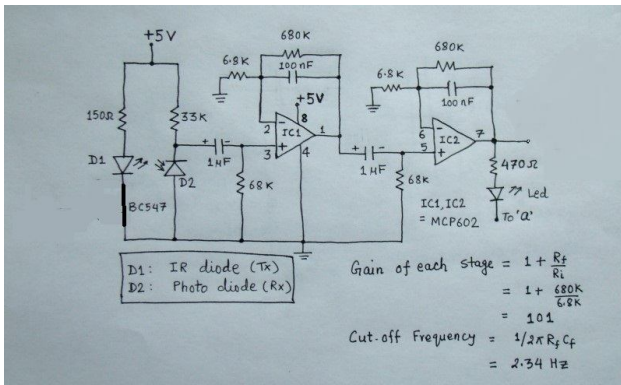 +5V
680K
680K
6.8K
100nF
6.8K
+5V
100nF
150Ω
33K
2
8
IC1
1
3
4
6
5
IC2
7
D1
D2
+
-
1μF
68K
+
-
1μF
68K
470Ω
Led
To 'a'
BC547
IC1, IC2
= MCP602
D1: IR diode (Tx)
D2: Photo diode (Rx)
Gain of each stage = 1 + Rf/Ri
= 1 + 680K/6.8K
= 101
Cut-off Frequency = 1/2πRfCf
= 2.34 Hz